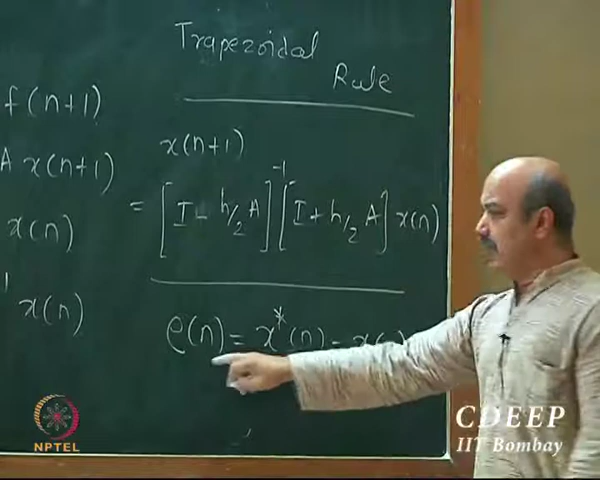 Trapezoidal
Rule
f(n+1)
A x(n+1)
x(n)
x(n)
x(n+1)
= [I - h/2 A]^-1 [I + h/2 A] x(n)
e(n) = x*(n) - x(n)
NPTEL
CDEEP
IIT Bombay